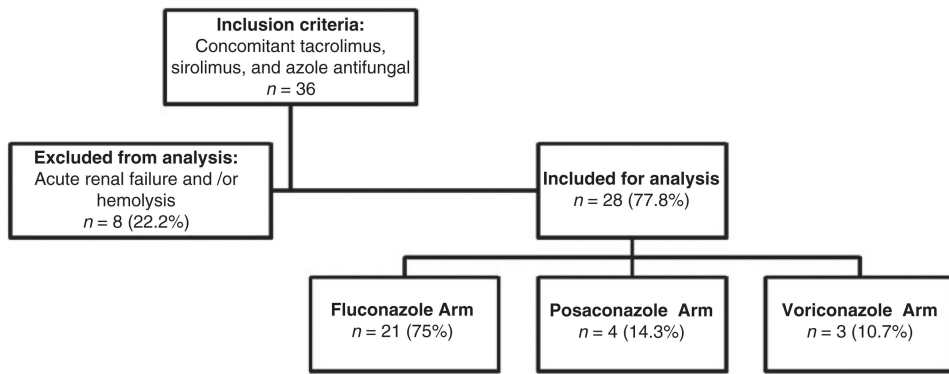 Inclusion criteria:
Concomitant tacrolimus,
sirolimus, and azole antifungal
n = 36
Excluded from analysis:
Acute renal failure and /or
hemolysis
n = 8 (22.2%)
Included for analysis
n = 28 (77.8%)
Fluconazole Arm
n = 21 (75%)
Posaconazole Arm
n = 4 (14.3%)
Voriconazole Arm
n = 3 (10.7%)